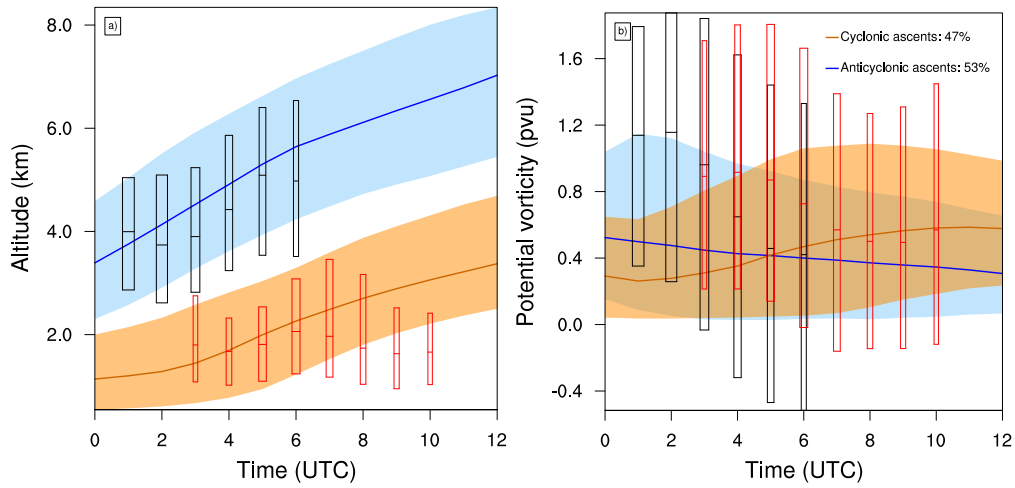 a)
8.0
6.0
4.0
2.0
Altitude (km)
0 2 4 6 8 10 12
Time (UTC)
b)
Cyclonic ascents: 47%
Anticyclonic ascents: 53%
1.6
1.2
0.8
0.4
0.0
-0.4
Potential vorticity (pvu)
0 2 4 6 8 10 12
Time (UTC)